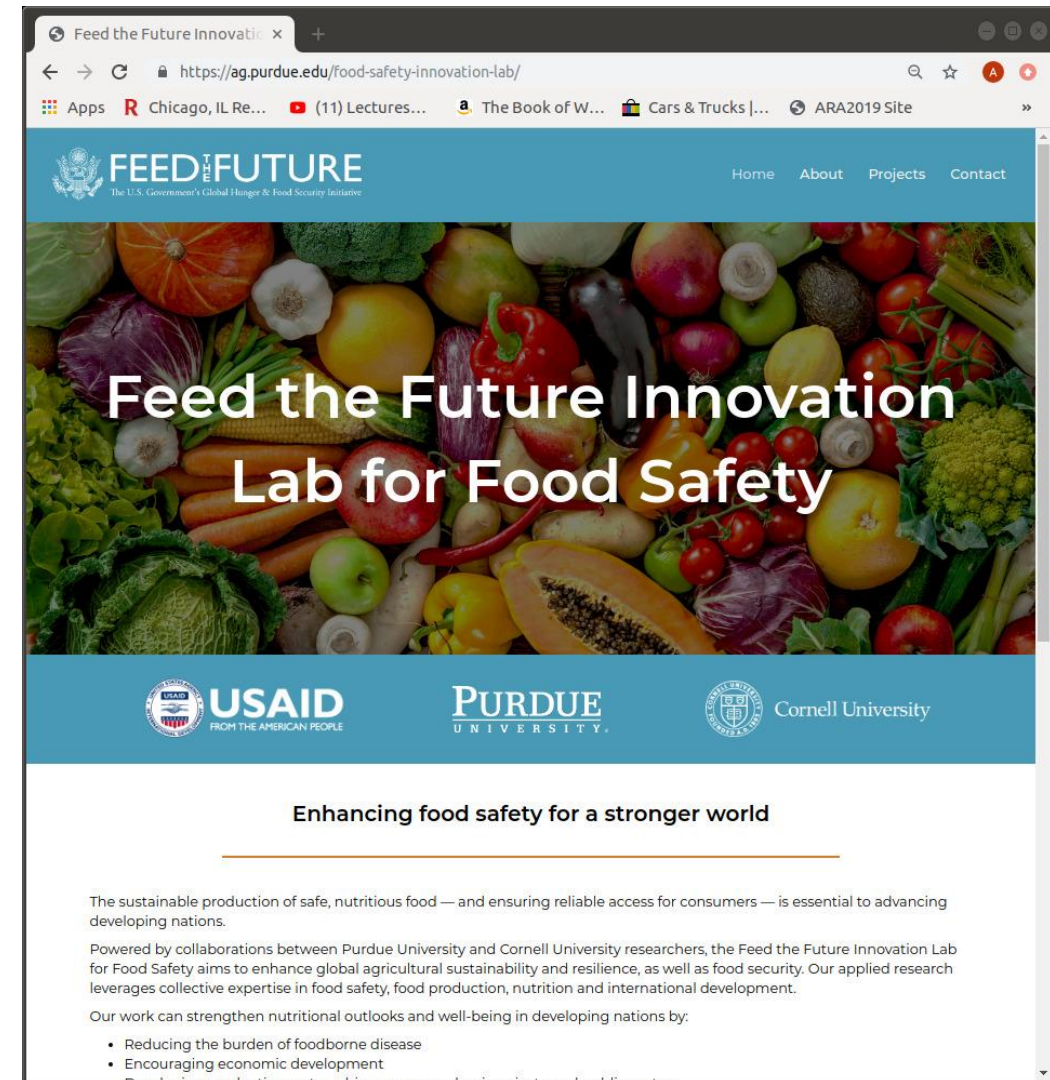 Feed the Future Innovatio
https://ag.purdue.edu/food-safety-innovation-lab/
A
Apps R Chicago, IL Re... (11) Lectures... a The Book of W... Cars & Trucks |... ARA2019 Site »
FEED THE FUTURE
The U.S. Government's Global Hunger & Food Security Initiative
Home About Projects Contact
Feed the Future Innovation
Lab for Food Safety
USAID
FROM THE AMERICAN PEOPLE
PURDUE
UNIVERSITY
Cornell University
Enhancing food safety for a stronger world
The sustainable production of safe, nutritious food — and ensuring reliable access for consumers — is essential to advancing
developing nations.
Powered by collaborations between Purdue University and Cornell University researchers, the Feed the Future Innovation Lab
for Food Safety aims to enhance global agricultural sustainability and resilience, as well as food security. Our applied research
leverages collective expertise in food safety, food production, nutrition and international development.
Our work can strengthen nutritional outlooks and well-being in developing nations by:
• Reducing the burden of foodborne disease
• Encouraging economic development